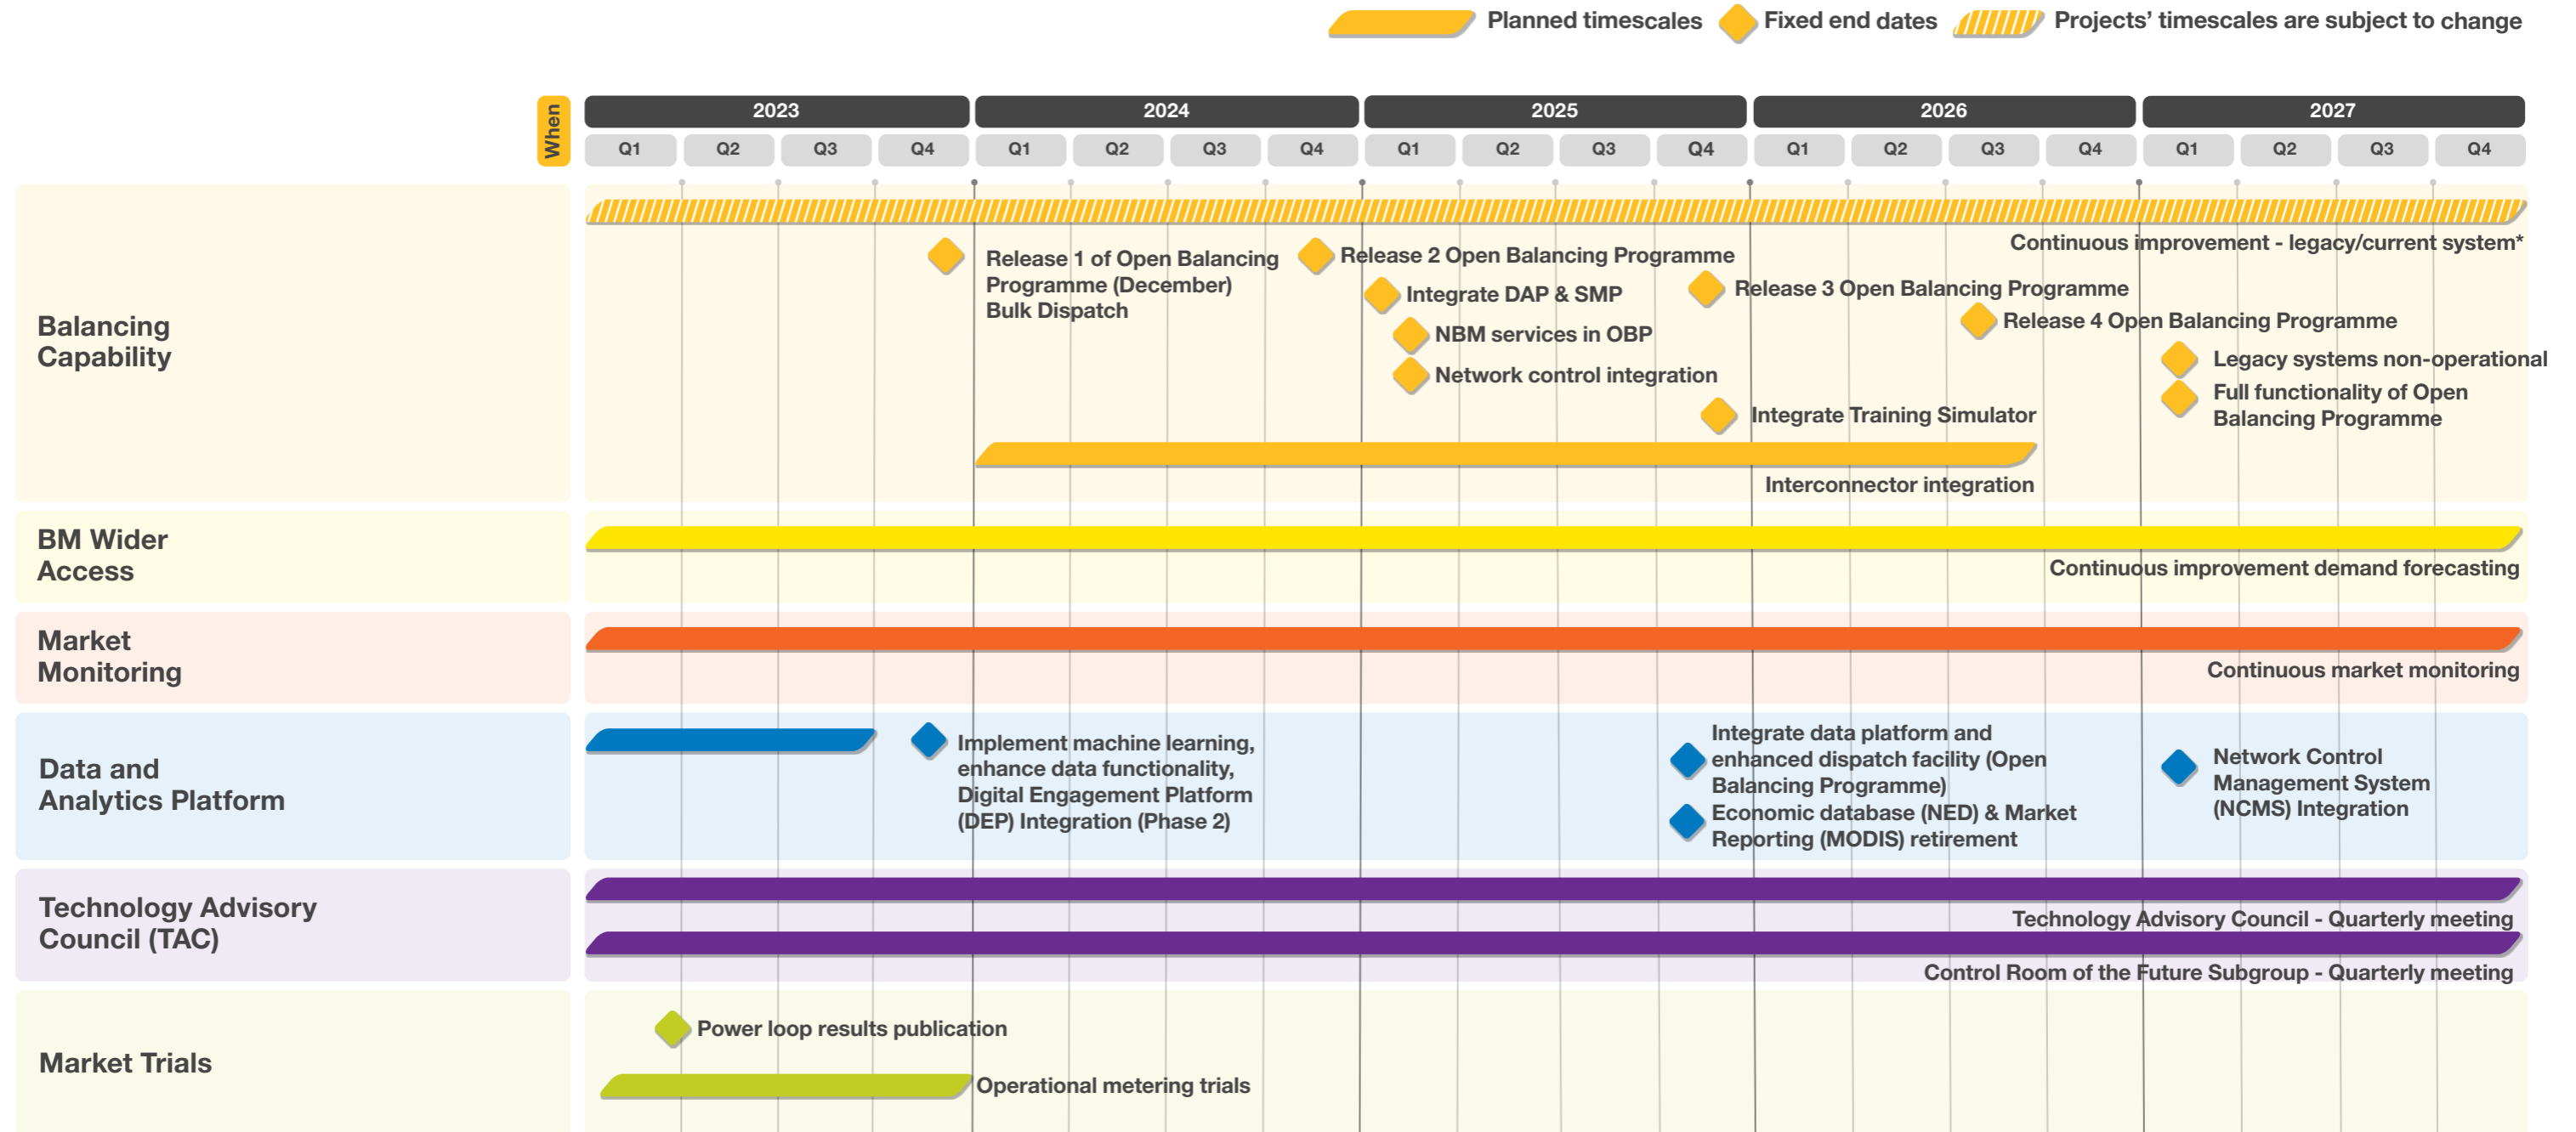 Planned timescales
Fixed end dates
Projects’ timescales are subject to change
When
2023
2024
2025
2026
2027
Q1
Q2
Q3
Q4
Q1
Q2
Q3
Q4
Q1
Q2
Q3
Q4
Q1
Q2
Q3
Q4
Q1
Q2
Q3
Q4
Balancing
Capability
Continuous improvement - legacy/current system*
Release 1 of Open Balancing
Programme (December)
Bulk Dispatch
Release 2 Open Balancing Programme
Integrate DAP & SMP
Release 3 Open Balancing Programme
Release 4 Open Balancing Programme
NBM services in OBP
Legacy systems non-operational
Network control integration
Full functionality of Open
Balancing Programme
Integrate Training Simulator
Interconnector integration
BM Wider
Access
Continuous improvement demand forecasting
Market
Monitoring
Continuous market monitoring
Data and
Analytics Platform
Implement machine learning,
enhance data functionality,
Digital Engagement Platform
(DEP) Integration (Phase 2)
Integrate data platform and
enhanced dispatch facility (Open
Balancing Programme)
Economic database (NED) & Market
Reporting (MODIS) retirement
Network Control
Management System
(NCMS) Integration
Technology Advisory
Council (TAC)
Technology Advisory Council - Quarterly meeting
Control Room of the Future Subgroup - Quarterly meeting
Market Trials
Power loop results publication
Operational metering trials